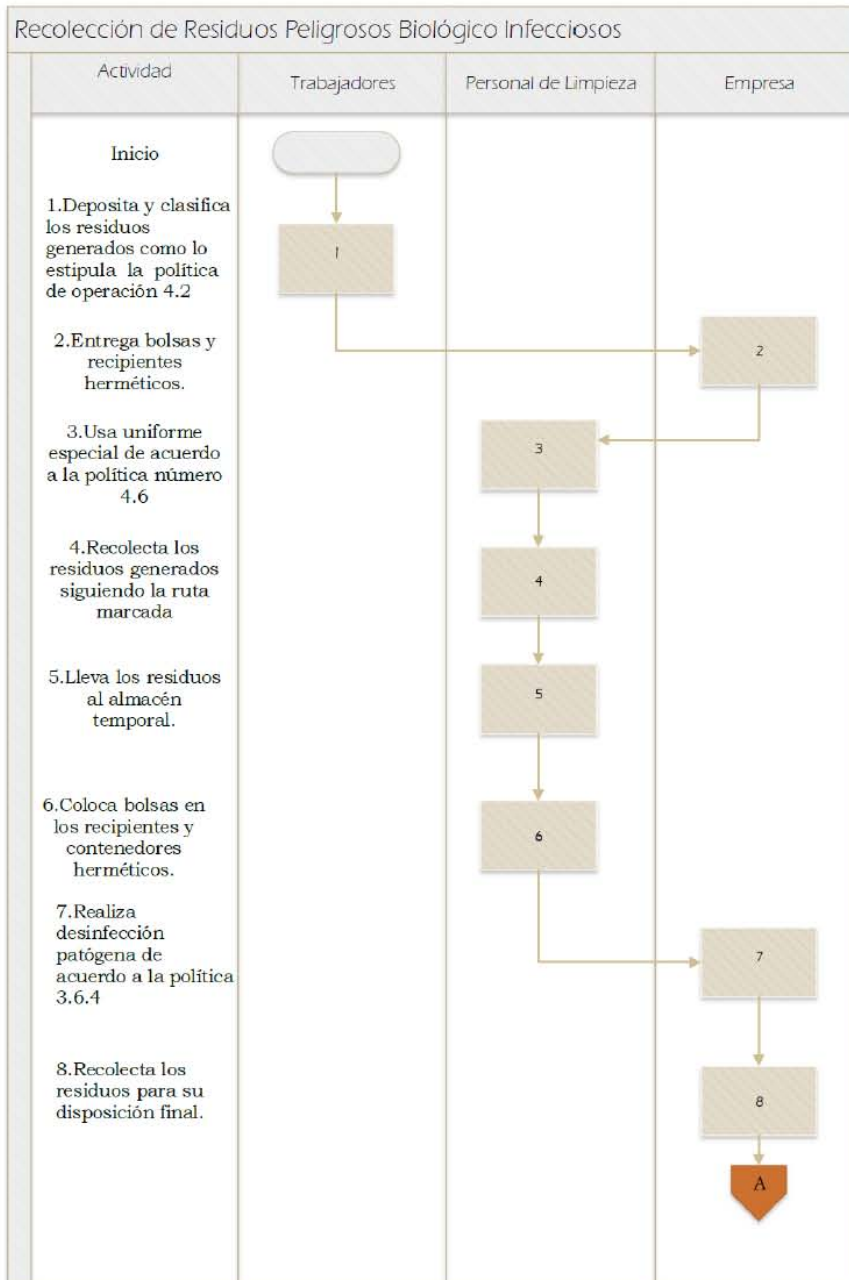 Recolección de Residuos Peligrosos Biológico Infecciosos
Actividad
Trabajadores
Personal de Limpieza
Empresa
Inicio
1.Deposita y clasifica
los residuos
generados como lo
estipula la política
de operación 4.2
1
2.Entrega bolsas y
recipientes
herméticos.
2
3.Usa uniforme
especial de acuerdo
a la política número
4.6
3
4.Recolecta los
residuos generados
siguiendo la ruta
marcada
4
5.Lleva los residuos
al almacén
temporal.
5
6.Coloca bolsas en
los recipientes y
contenedores
herméticos.
6
7.Realiza
desinfección
patógena de
acuerdo a la política
3.6.4
7
8.Recolecta los
residuos para su
disposición final.
8
A